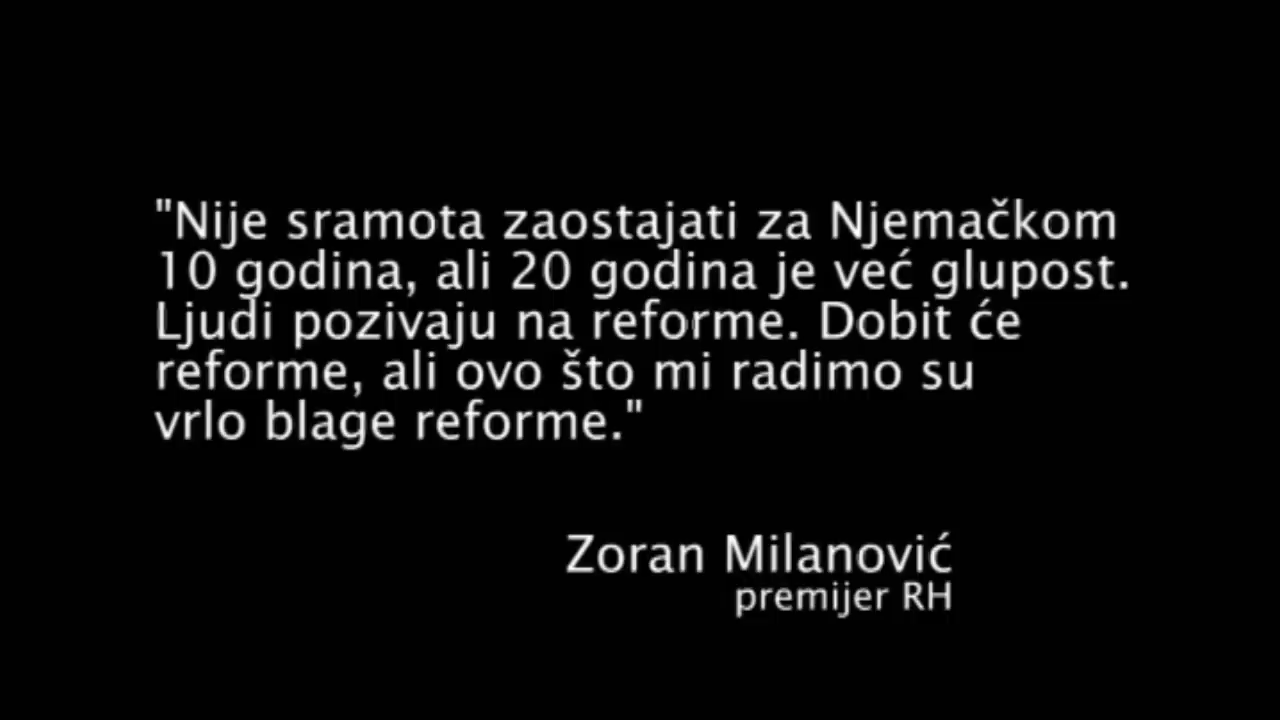 "Nije sramota zaostajati za Njemačkom
10 godina, ali 20 godina je već glupost.
Ljudi pozivaju na reforme. Dobit će
reforme, ali ovo što mi radimo su
vrlo blage reforme."
Zoran Milanović
premijer RH